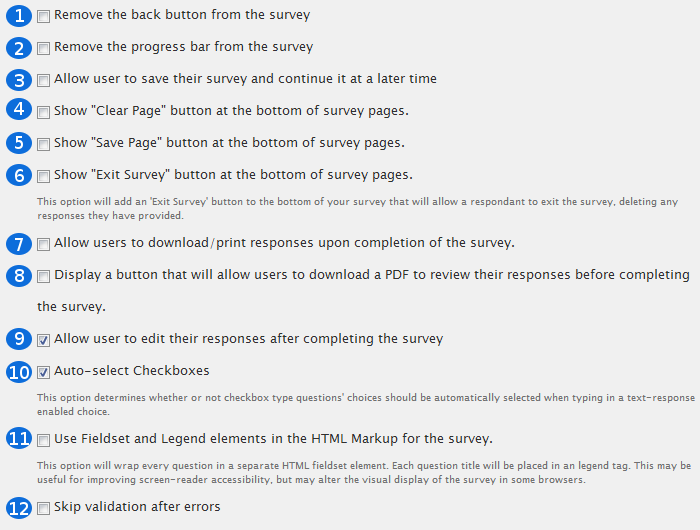 1 Remove the back button from the survey
2 Remove the progress bar from the survey
3 Allow user to save their survey and continue it at a later time
4 Show "Clear Page" button at the bottom of survey pages.
5 Show "Save Page" button at the bottom of survey pages.
6 Show "Exit Survey" button at the bottom of survey pages.
This option will add an 'Exit Survey' button to the bottom of your survey that will allow a respondant to exit the survey, deleting any
responses they have provided.
7 Allow users to download/print responses upon completion of the survey.
8 Display a button that will allow users to download a PDF to review their responses before completing
the survey.
9 Allow user to edit their responses after completing the survey
10 Auto-select Checkboxes
This option determines whether or not checkbox type questions' choices should be automatically selected when typing in a text-response
enabled choice.
11 Use Fieldset and Legend elements in the HTML Markup for the survey.
This option will wrap every question in a separate HTML fieldset element. Each question title will be placed in an legend tag. This may be
useful for improving screen-reader accessibility, but may alter the visual display of the survey in some browsers.
12 Skip validation after errors